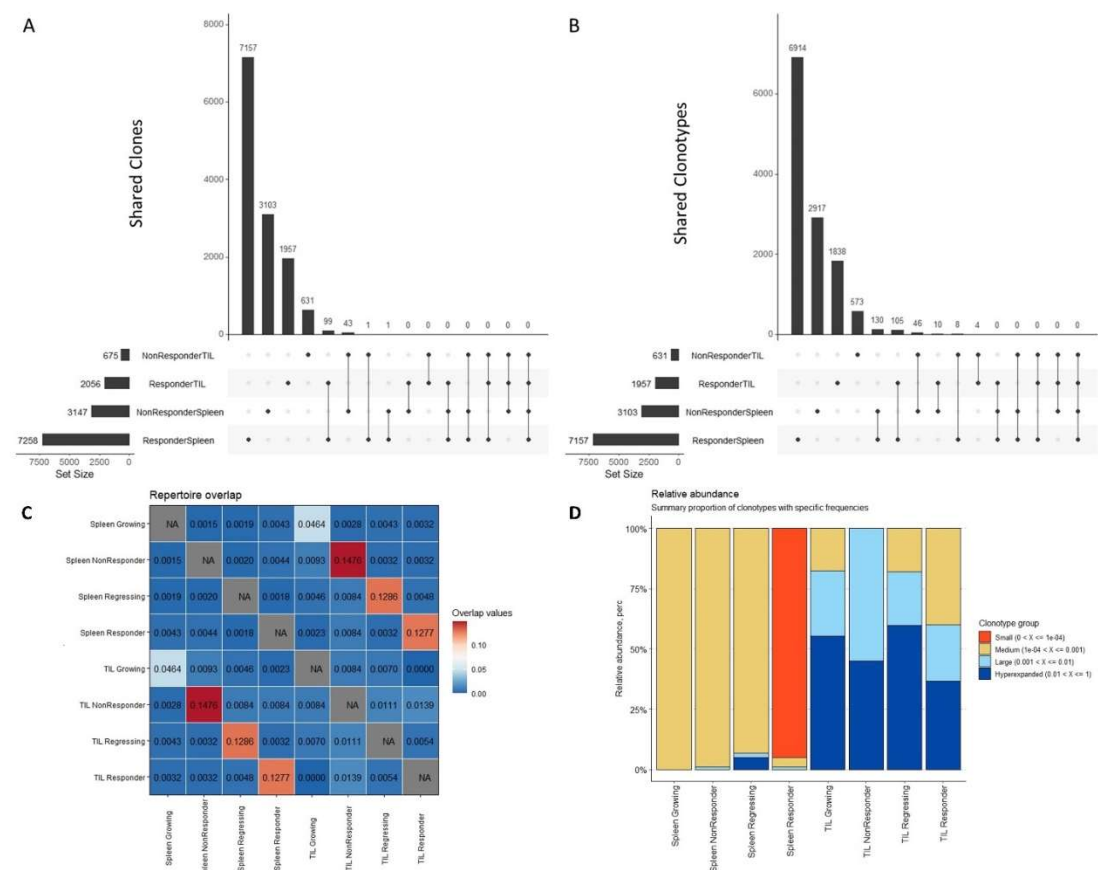 A
Shared Clones
8000
6000
4000
2000
0
7157
3103
1957
631
99
43
1
1
0
0
0
0
0
0
0
675
2056
3147
7258
NonResponderTIL
ResponderTIL
NonResponderSpleen
ResponderSpleen
7500 5000 2500 0
Set Size
B
Shared Clonotypes
6000
4000
2000
0
6914
2917
1838
573
130
105
46
10
8
4
0
0
0
0
0
631
1957
3103
7157
NonResponderTIL
ResponderTIL
NonResponderSpleen
ResponderSpleen
7500 5000 2500 0
Set Size
C
Repertoire overlap
Spleen Growing NA 0.0015 0.0019 0.0043 0.0464 0.0028 0.0043 0.0032
Spleen NonResponder 0.0015 NA 0.0020 0.0044 0.0093 0.1476 0.0032 0.0032
Spleen Regressing 0.0019 0.0020 NA 0.0018 0.0046 0.0084 0.1286 0.0048
Spleen Responder 0.0043 0.0044 0.0018 NA 0.0023 0.0084 0.0032 0.1277
TIL Growing 0.0464 0.0093 0.0046 0.0023 NA 0.0084 0.0070 0.0000
TIL NonResponder 0.0028 0.1476 0.0084 0.0084 0.0084 NA 0.0111 0.0139
TIL Regressing 0.0043 0.0032 0.1286 0.0032 0.0070 0.0111 NA 0.0054
TIL Responder 0.0032 0.0032 0.0048 0.1277 0.0000 0.0139 0.0054 NA
Spleen Growing
pleen NonResponder
Spleen Regressing
Spleen Responder
TIL Growing
TIL NonResponder
TIL Regressing
TIL Responder
Overlap values
0.15
0.10
0.05
0.00
D
Relative abundance
Summary proportion of clonotypes with specific frequencies
Relative abundance, perc
100%
75%
50%
25%
0%
Spleen Growing
Spleen NonResponder
Spleen Regressing
Spleen Responder
TIL Growing
TIL NonResponder
TIL Regressing
TIL Responder
Clonotype group
Small (0 < X <= 1e-04)
Medium (1e-04 < X <= 0.001)
Large (0.001 < X <= 0.01)
Hyperexpanded (0.01 < X <= 1)